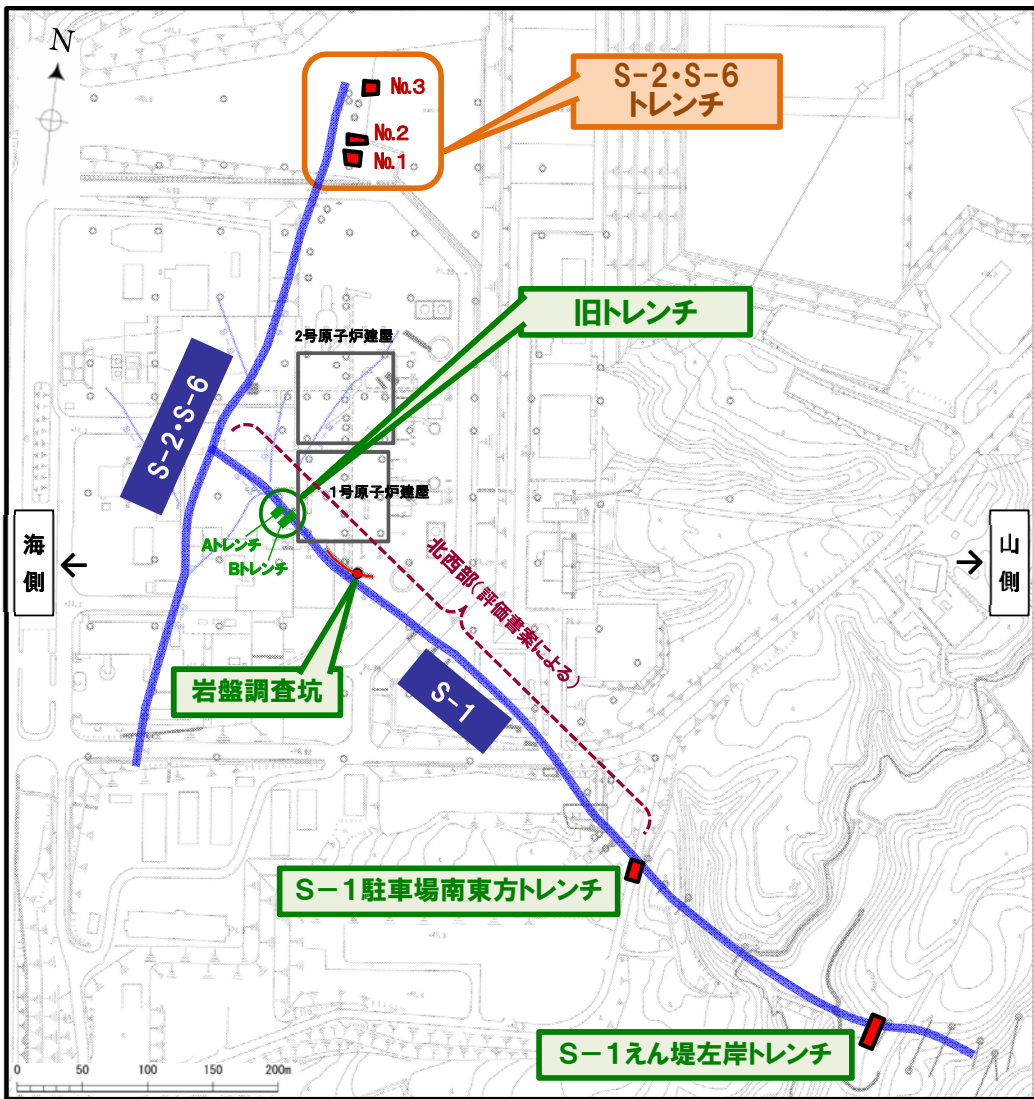 N
No.3
No.2
No.1
S-2・S-6
トレンチ
旧トレンチ
2号原子炉建屋
S-2・S-6
1号原子炉建屋
Aトレンチ
Bトレンチ
海側
山側
北西部(評価書案による)
岩盤調査坑
S-1
S-1駐車場南東方トレンチ
S-1えん堤左岸トレンチ
0 50 100 150 200m